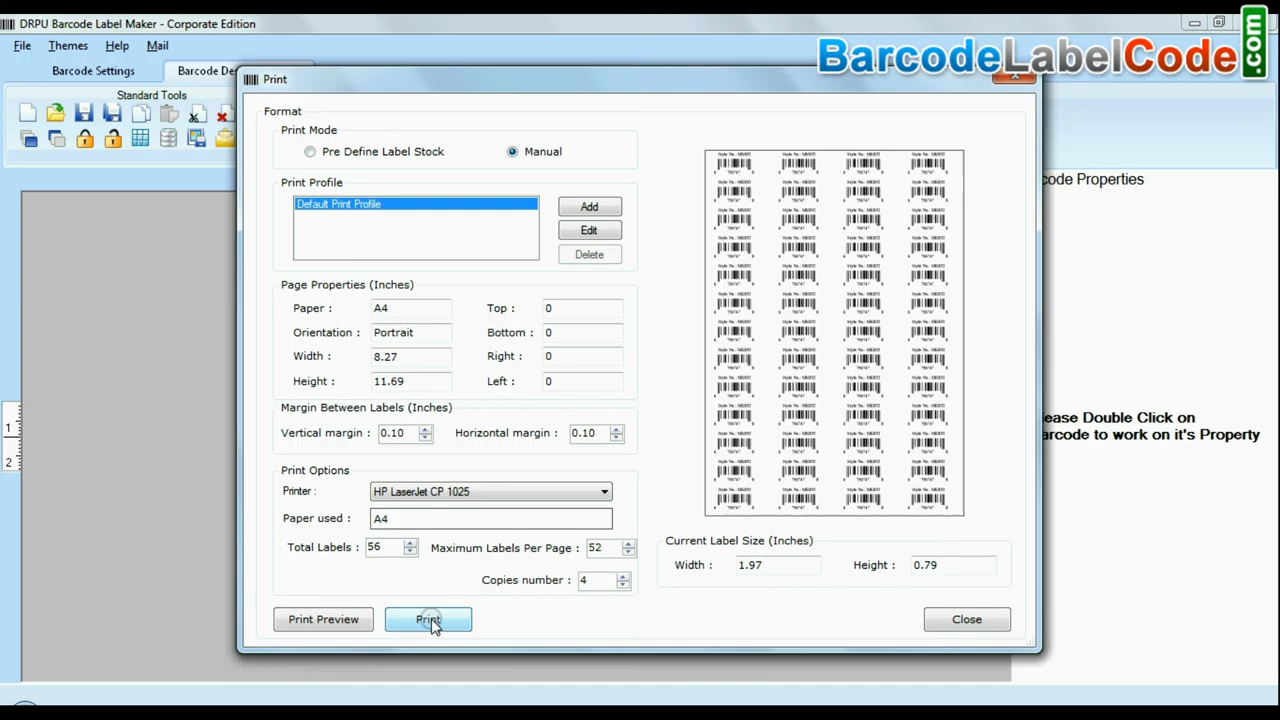 DRPU Barcode Label Maker - Corporate Edition
BarcodeLabelCode.com
File Themes Help Mail
Barcode Settings Barcode Des
Standard Tools
Print
Format
Print Mode
Pre Define Label Stock Manual
Print Profile
Default Print Profile
Add
Edit
Delete
Page Properties (Inches)
Paper : A4 Top : 0
Orientation : Portrait Bottom : 0
Width : 8.27 Right : 0
Height : 11.69 Left : 0
Margin Between Labels (Inches)
Vertical margin : 0.10 Horizontal margin : 0.10
Print Options
Printer : HP LaserJet CP 1025
Paper used : A4
Total Labels : 56 Maximum Labels Per Page : 52
Copies number : 4
Print Preview Print Close
Current Label Size (Inches)
Width : 1.97 Height : 0.79
code Properties
ease Double Click on
arcode to work on it's Property
1
2